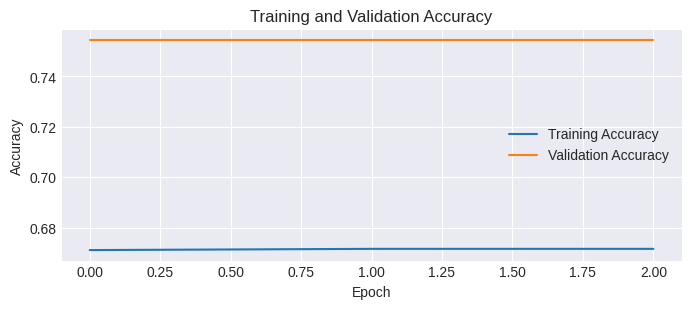 Training and Validation Accuracy
Accuracy
0.74
0.72
0.70
0.68
Training Accuracy
Validation Accuracy
0.00 0.25 0.50 0.75 1.00 1.25 1.50 1.75 2.00
Epoch